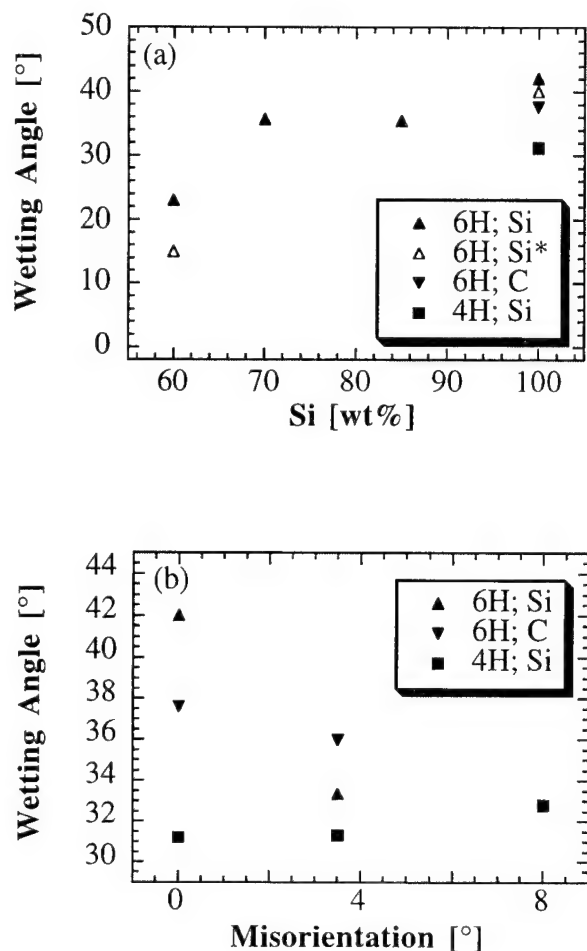 50
(a)
40
30
20
10
0
Wetting Angle [°]
▲ 6H; Si
△ 6H; Si*
▼ 6H; C
■ 4H; Si
60 70 80 90 100
Si [wt%]
44
(b)
42
40
38
36
34
32
30
Wetting Angle [°]
▲ 6H; Si
▼ 6H; C
■ 4H; Si
0 4 8
Misorientation [°]